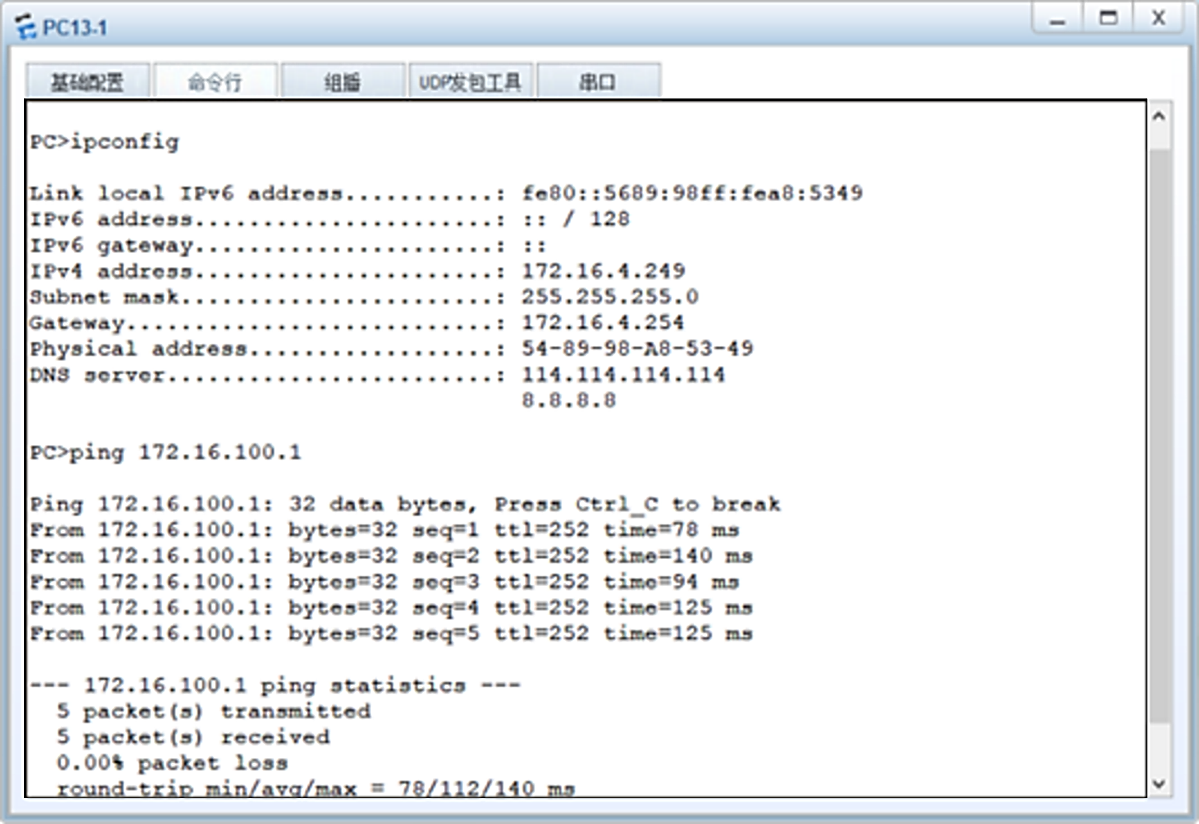 PC13-1
基础配置 命令行 组播 UDP发包工具 串口
PC>ipconfig
Link local IPv6 address...........: fe80::5689:98ff:fea8:5349
IPv6 address......................: :: / 128
IPv6 gateway......................: ::
IPv4 address......................: 172.16.4.249
Subnet mask.......................: 255.255.255.0
Gateway...........................: 172.16.4.254
Physical address..................: 54-89-98-A8-53-49
DNS server........................: 114.114.114.114
8.8.8.8
PC>ping 172.16.100.1
Ping 172.16.100.1: 32 data bytes, Press Ctrl_C to break
From 172.16.100.1: bytes=32 seq=1 ttl=252 time=78 ms
From 172.16.100.1: bytes=32 seq=2 ttl=252 time=140 ms
From 172.16.100.1: bytes=32 seq=3 ttl=252 time=94 ms
From 172.16.100.1: bytes=32 seq=4 ttl=252 time=125 ms
From 172.16.100.1: bytes=32 seq=5 ttl=252 time=125 ms
--- 172.16.100.1 ping statistics ---
5 packet(s) transmitted
5 packet(s) received
0.00% packet loss
round-trip min/avg/max = 78/112/140 ms